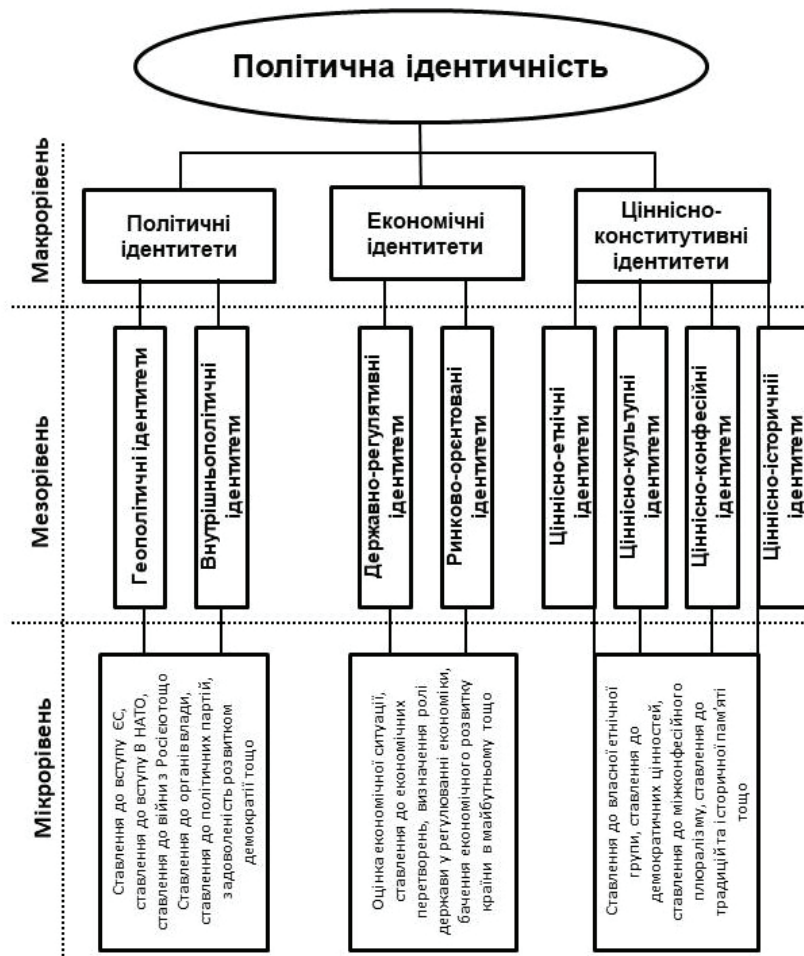 Політична ідентичність
Макрорівень
Політичні
ідентитети
Економічні
ідентитети
Ціннісно-
конститутивні
ідентитети
Мезорівень
Геополітичні ідентитети
Внутрішньополітичні
ідентитети
Державно-регулятивні
ідентитети
Ринково-орєнтовані
ідентитети
Ціннісно-етнічні
ідентитети
Ціннісно-культупні
ідентитети
Ціннісно-конфесійні
ідентитети
Ціннісно-історичніі
ідентитети
Мікрорівень
Ставлення до вступу ЄС,
ставлення до вступу В НАТО,
ставлення до війни з Росією тощо
Ставлення до органів влади,
ставлення до політичних партій,
задоволеність розвитком
демократії тощо
Оцінка економічної ситуації,
ставлення до економічних
перетворень, визначення ролі
держави у регулюванні економіки,
бачення економічного розвитку
країни в майбутньому тощо
Ставлення до власної етнічної
групи, ставлення до
демократичних цінностей,
ставлення до міжконфесійного
плюралізму, ставлення до
традицій та історичної пам'яті
тощо